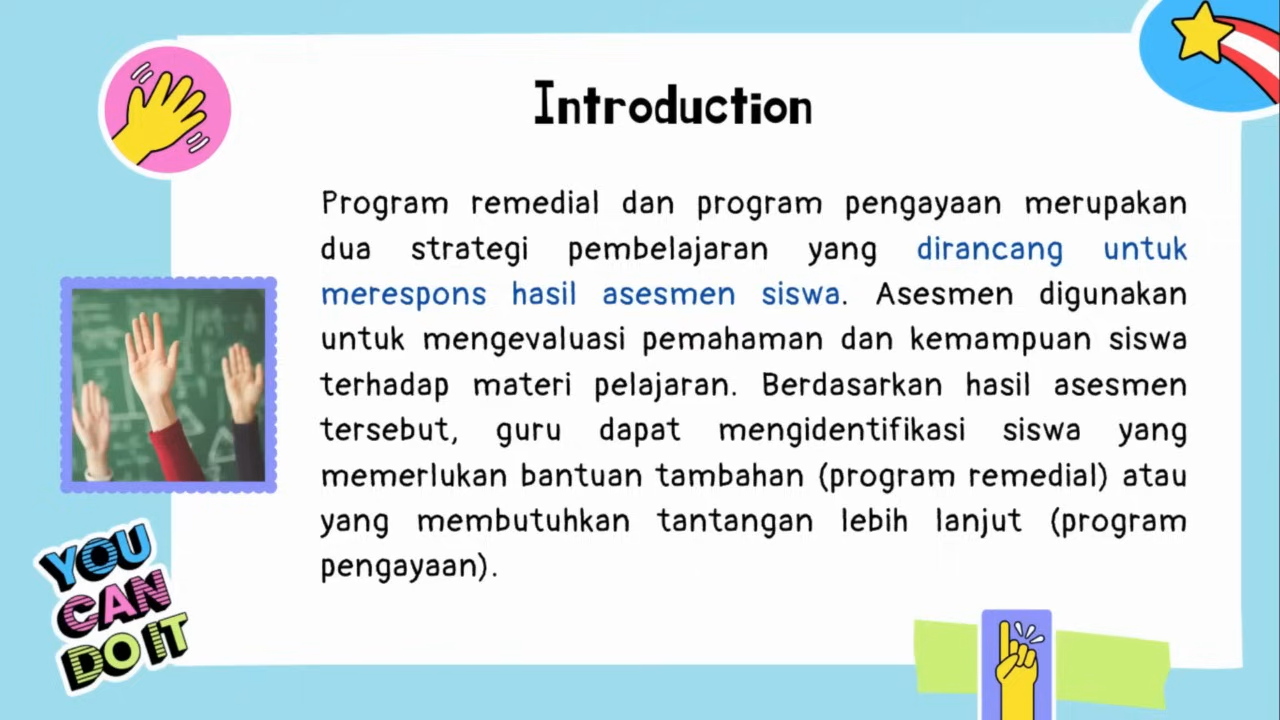 Introduction
Program remedial dan program pengayaan merupakan
dua strategi pembelajaran yang dirancang untuk
merespons hasil asesmen siswa. Asesmen digunakan
untuk mengevaluasi pemahaman dan kemampuan siswa
terhadap materi pelajaran. Berdasarkan hasil asesmen
tersebut, guru dapat mengidentifikasi siswa yang
memerlukan bantuan tambahan (program remedial) atau
yang membutuhkan tantangan lebih lanjut (program
pengayaan).
YOU
CAN
DO IT